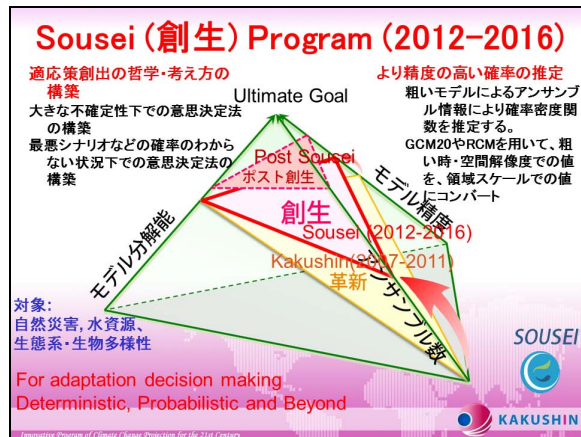 Sousei (創生) Program (2012-2016)
適応策創出の哲学・考え方の
構築
大きな不確定性下での意思決定法
の構築
最悪シナリオなどの確率のわから
ない状況下での意思決定法の
構築
Ultimate Goal
より精度の高い確率の推定
粗いモデルによるアンサンブ
ル情報により確率密度関
数を推定する。
GCM20やRCMを用いて、粗
い時・空間解像度での値
を、領域スケールでの値
にコンバート
Post Sousei
ポスト創生
モデル精度
創生
Sousei (2012-2016)
モデル分解能
Kakushin(2007-2011)
革新
アンサンブル数
対象:
自然災害, 水資源、
生態系・生物多様性
For adaptation decision making
Deterministic, Probabilistic and Beyond
SOUSEI
KAKUSHIN
Innovative Program of Climate Change Projection for the 21st Century